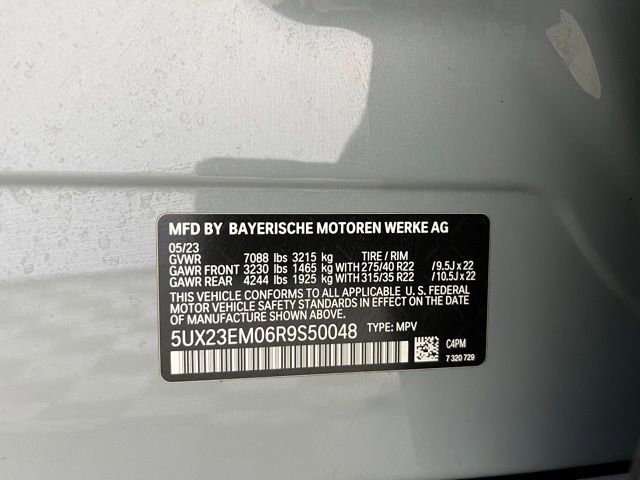 MFD BY BAYERISCHE MOTOREN WERKE AG
05/23
GVWR 7088 lbs 3215 kg TIRE / RIM
GAWR FRONT 3230 lbs 1465 kg WITH 275/40 R22 /9.5J x 22
GAWR REAR 4244 lbs 1925 kg WITH 315/35 R22 /10.5J x 22
THIS VEHICLE CONFORMS TO ALL APPLICABLE U. S. FEDERAL
MOTOR VEHICLE SAFETY STANDARDS IN EFFECT ON THE
DATE OF MANUFACTURE SHOWN ABOVE.
5UX23EM06R9S50048 TYPE: MPV
C4PM
7 320 729